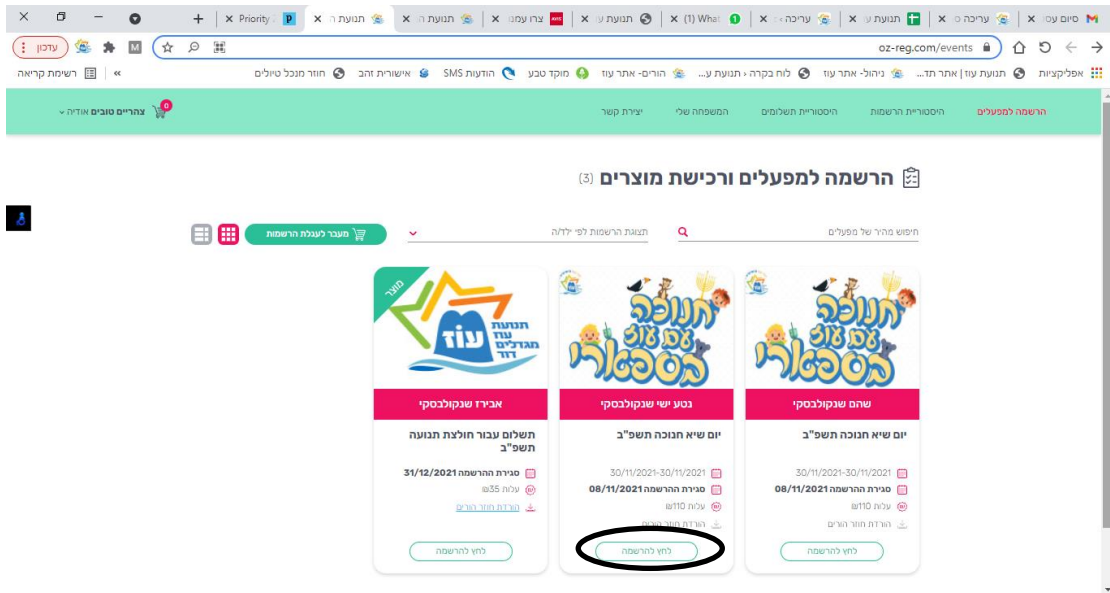 סיום עס
עריכה כ
תנועת ע
עריכה
(1) What
תנועת ע
צרו עמנ
תנועת ה
תנועת ה
Priority
oz-reg.com/events
עדכון
אפליקציות
תנועת עוז | אתר תד...
ניהול- אתר עוז
לוח בקרה ‹ תנועת ע...
הורים- אתר עוז
מוקד טבע
הודעות SMS
אישורית זהב
חוזר מנכל טיולים
»
רשימת קריאה
הרשמה למפעלים
היסטוריית הרשמות
היסטוריית תשלומים
המשפחה שלי
יצירת קשר
צהריים טובים אודיה
0
הרשמה למפעלים ורכישת מוצרים (3)
חיפוש מהיר של מפעלים
תצוגת הרשמות לפי ילד/ה
מעבר לעגלת הרשמות
חנוכה
עם עוז
בספארי
שהם שנקולבסקי
יום שיא חנוכה תשפ"ב
30/11/2021-30/11/2021
סגירת ההרשמה 08/11/2021
עלות 110₪
הורדת חוזר הורים
לחץ להרשמה
חנוכה
עם עוז
בספארי
נטע ישי שנקולבסקי
יום שיא חנוכה תשפ"ב
30/11/2021-30/11/2021
סגירת ההרשמה 08/11/2021
עלות 110₪
הורדת חוזר הורים
לחץ להרשמה
מוצר
תנועת
עוז
מגדלים
דור
עוז
אבירז שנקולבסקי
תשלום עבור חולצת תנועה
תשפ"ב
סגירת ההרשמה 31/12/2021
עלות 35₪
הורדת חוזר הורים
לחץ להרשמה